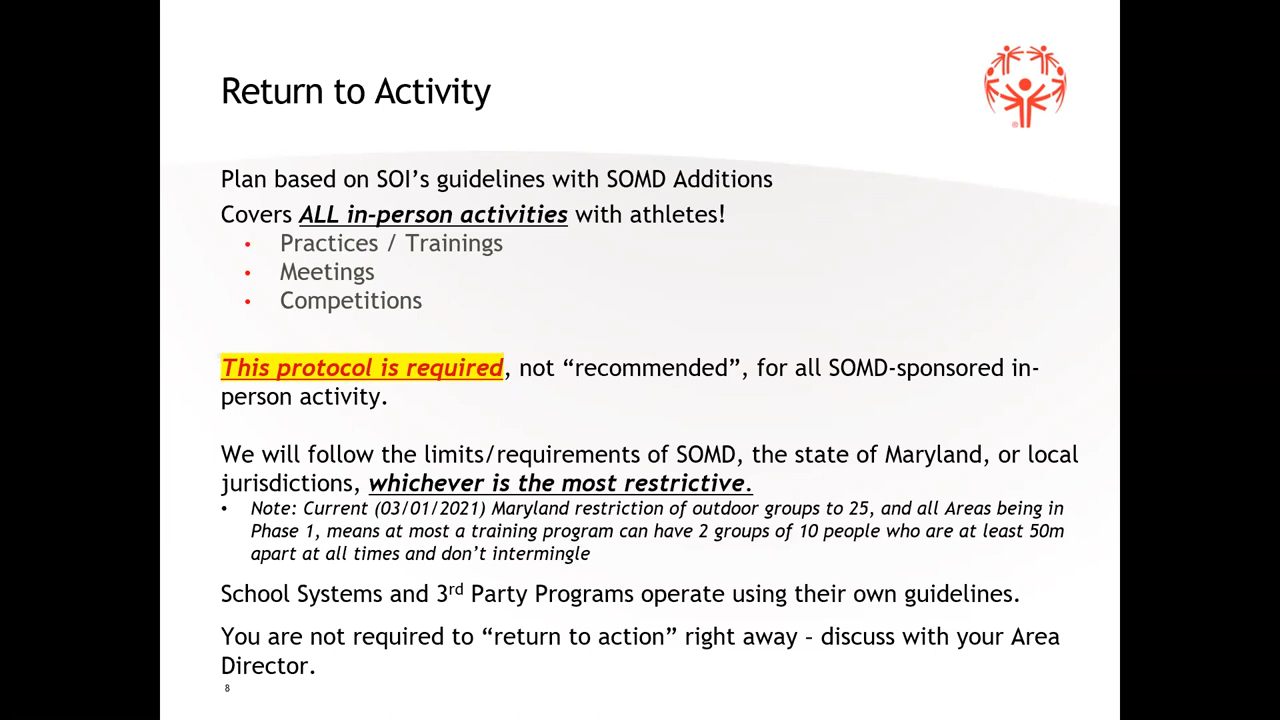 Return to Activity
Plan based on SOI’s guidelines with SOMD Additions
Covers ALL in-person activities with athletes!
• Practices / Trainings
• Meetings
• Competitions
This protocol is required, not “recommended”, for all SOMD-sponsored in-
person activity.
We will follow the limits/requirements of SOMD, the state of Maryland, or local
jurisdictions, whichever is the most restrictive.
• Note: Current (03/01/2021) Maryland restriction of outdoor groups to 25, and all Areas being in
Phase 1, means at most a training program can have 2 groups of 10 people who are at least 50m
apart at all times and don’t intermingle
School Systems and 3rd Party Programs operate using their own guidelines.
You are not required to “return to action” right away – discuss with your Area
Director.
8
®